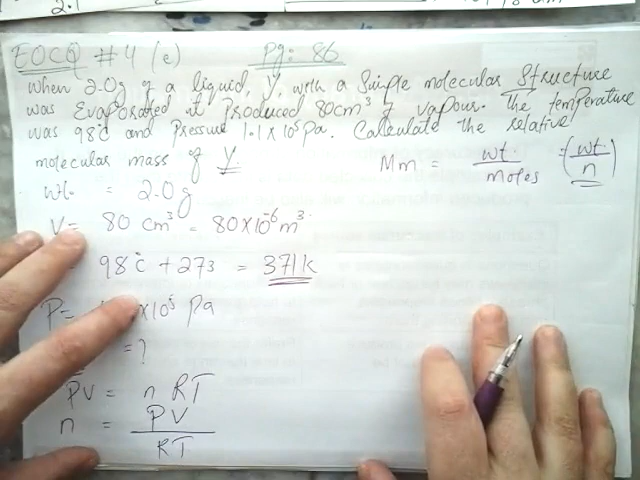 EOCQ #4 (e) Pg: 86
When 2.0g of a liquid, Y, with a Simple molecular Structure
was Evaporated it produced 80cm³ of vapour. The temperature
was 98°C and Pressure 1.1 x 10⁵ Pa. Calculate the relative
molecular mass of Y.
Mm = wt. / moles = (wt. / n)
wt. = 2.0g
V = 80 cm³ = 80x10⁻⁶ m³
98°C + 273 = 371K
P= x10⁵ Pa
= ?
PV = n RT
n = PV / RT